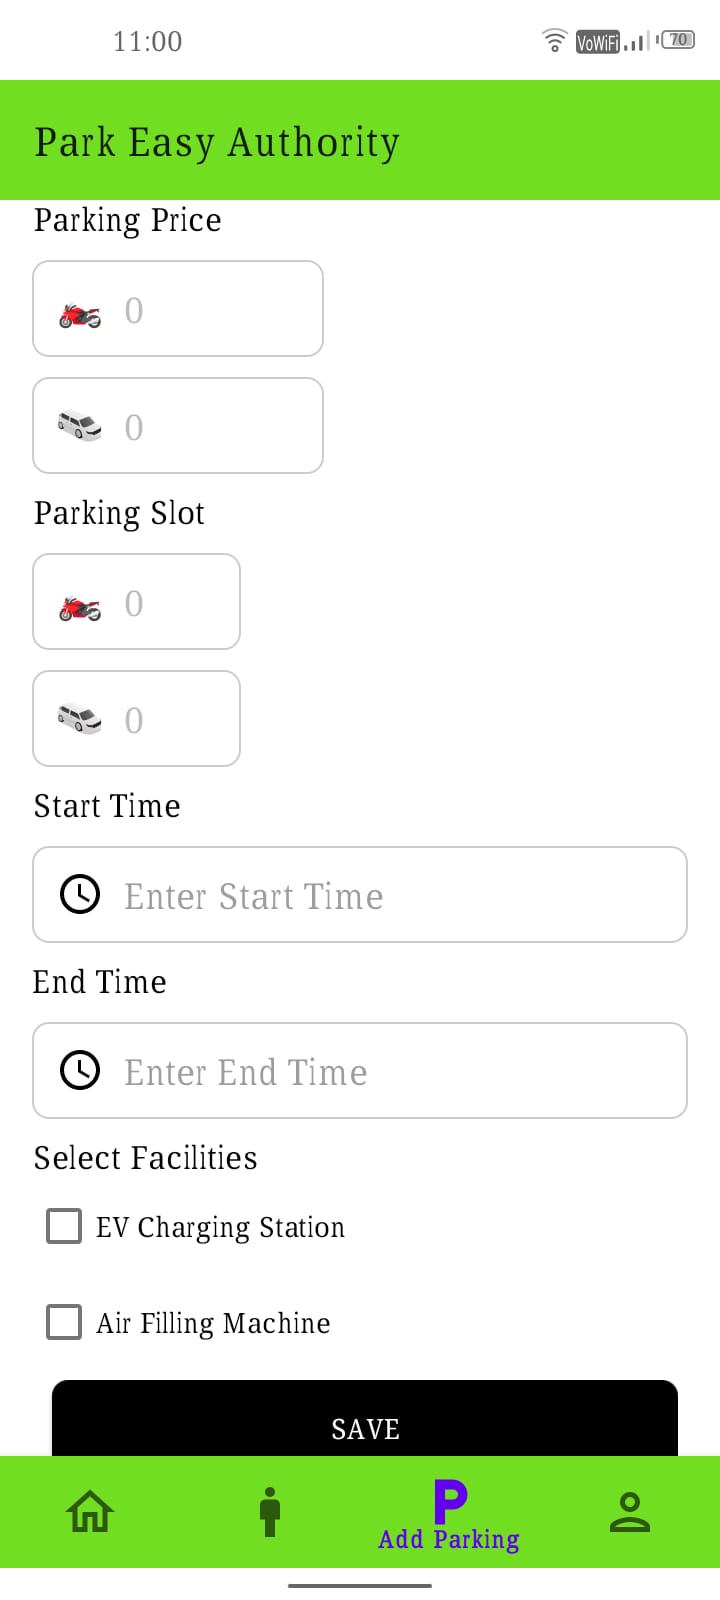 11:00 VoWiFi 70
Park Easy Authority
Parking Price
0
0
Parking Slot
0
0
Start Time
Enter Start Time
End Time
Enter End Time
Select Facilities
EV Charging Station
Air Filling Machine
SAVE
P
Add Parking